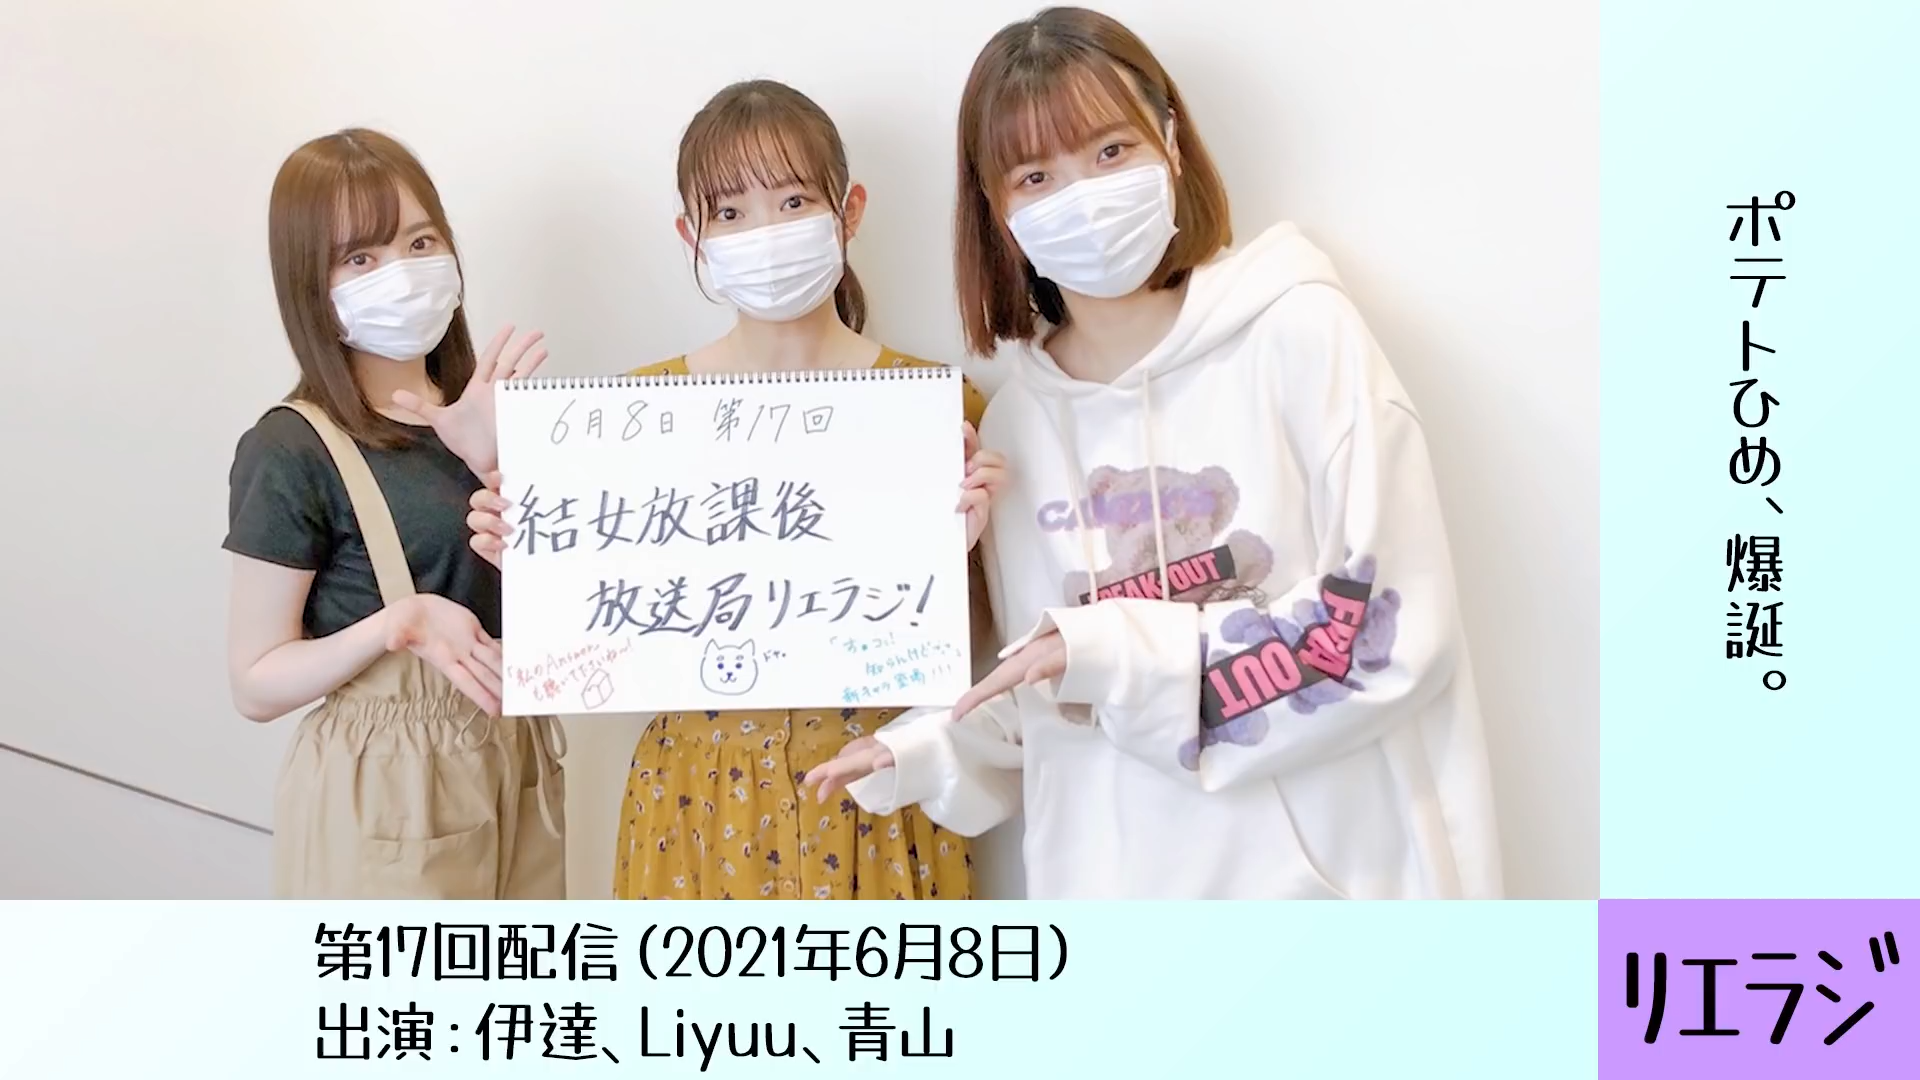 6月8日 第17回
結女放課後
放送局リエラジ!
「私のAnswer」
も聴いてくださいね〜!
ドヤ。
知らんけど
新キャラ登場!!!
CANDY'S
BREAK OUT
OUT
ポテトひめ、爆誕。
第17回配信(2021年6月8日)
出演:伊達、Liyuu、青山
リエラジ